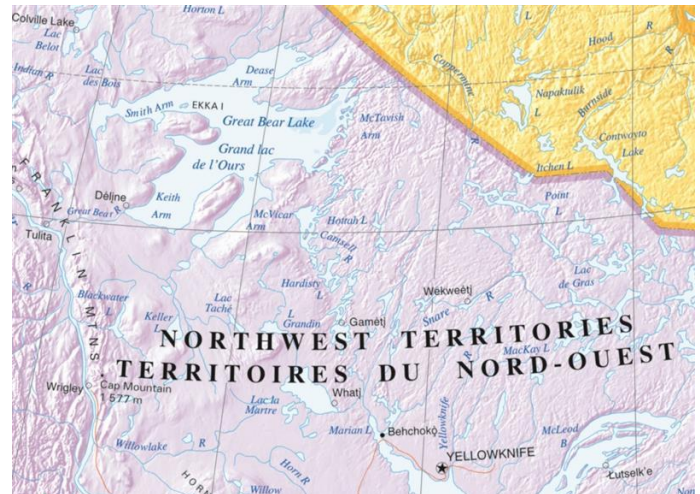 Horton L
Colville Lake
Lac
Belot
Hood
R
R
Indian R
Lac
des Bois
Dease
Arm
Coppermine
R
Napaktulik
L
Burnside
Smith Arm
EKKA I
Great Bear Lake
McTavish
Arm
Contwoyto
Lake
Grand lac
de l'Ours
Itchen L
FRANKLIN MTNS.
Déline
Keith
Arm
Point
L
Great Bear R
McVicar
Arm
Hottah L
Tulita
Camsell
R
R
Blackwater
L
Hardisty
L
Lac
de Gras
Wekweètì
Keller
L
Lac
Taché
L
Grandin
Gamètì
Snare
R
NORTHWEST TERRITORIES
MacKay L
R
TERRITOIRES DU NORD-OUEST
Wrigley
Cap Mountain
1 577 m
Lac la
Martre
Whatì
Marian L
Behchokò
Yellowknife
McLeod
B
Willowlake
R
YELLOWKNIFE
Horn R
HOR
Willow
Łutselk'e
Non